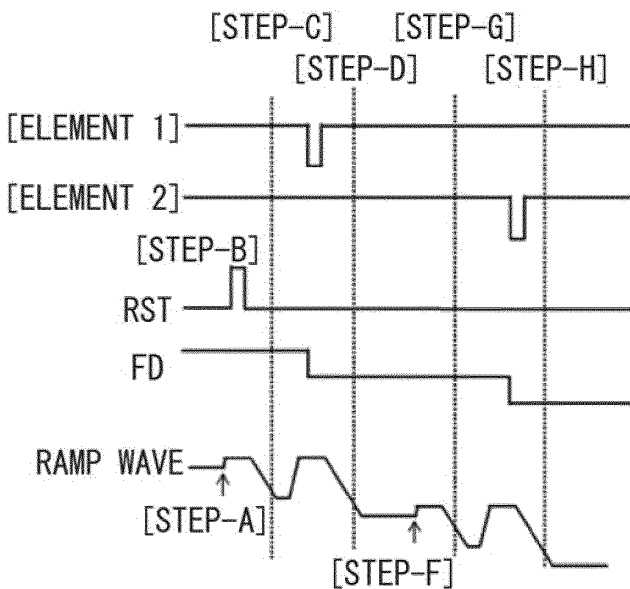 [STEP-C] [STEP-G]
[STEP-D] [STEP-H]
[ELEMENT 1]
[ELEMENT 2]
[STEP-B]
RST
FD
RAMP WAVE
[STEP-A]
[STEP-F]